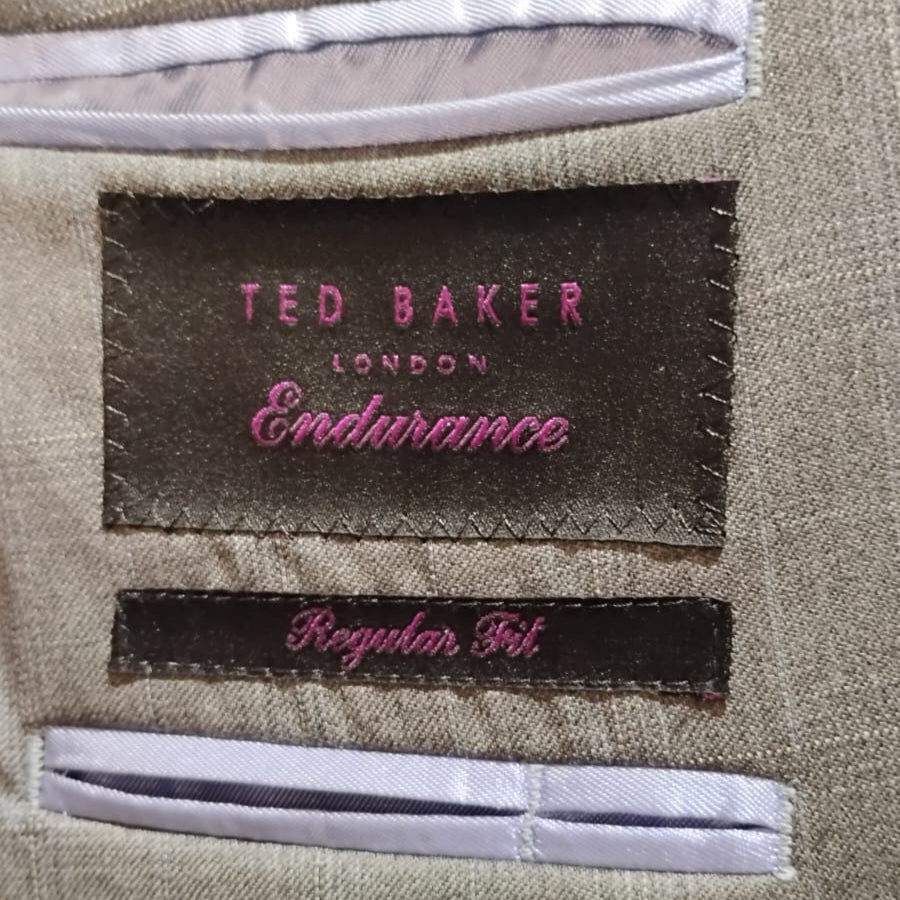 TED BAKER
LONDON
Endurance
Regular Fit